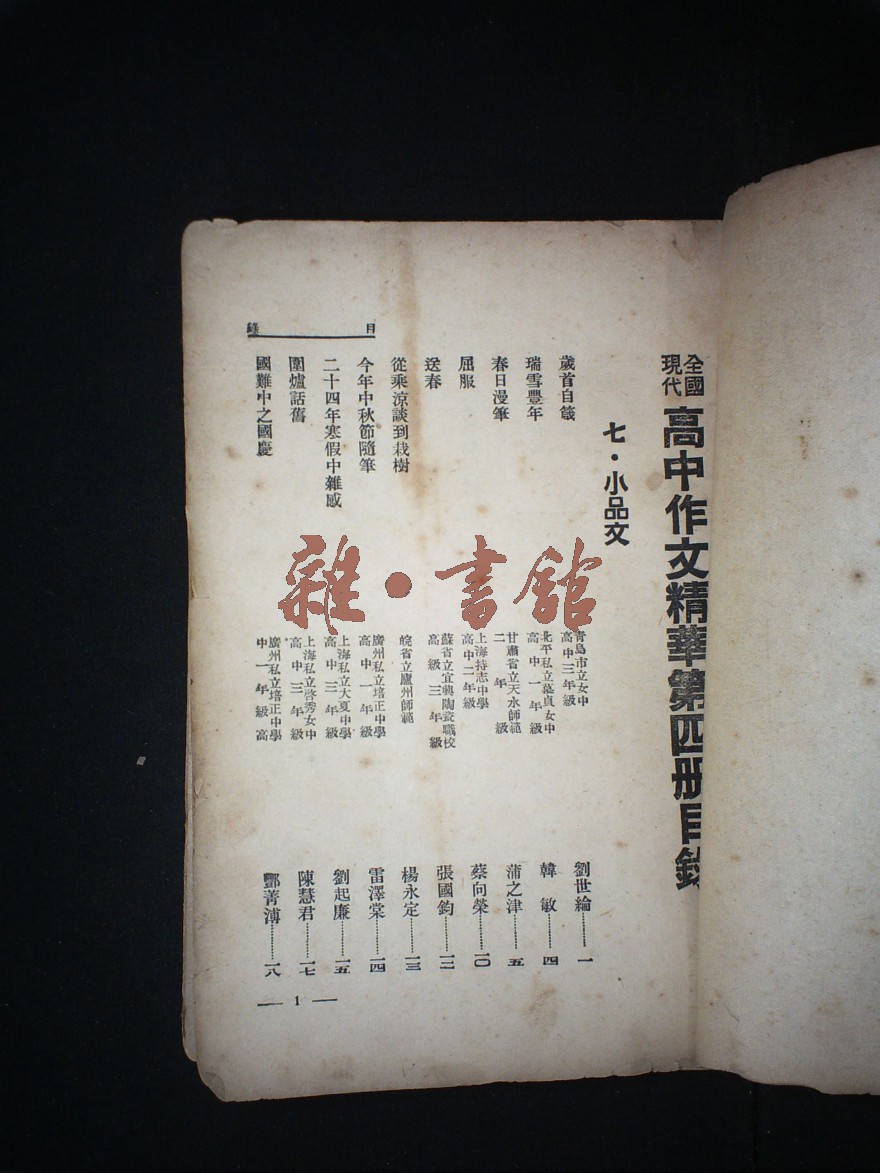 全國
現代
高中作文精華第四册目錄
七・小品文
歲首自箴 青島市立女中高中三年級 劉世綸………一
瑞雪豐年 北平私立慕貞女中高中一年級 韓敏………四
春日漫筆 甘肅省立天水師範二年級 蒲之津………五
屈服 上海持志中學高中二年級 蔡向榮………一〇
送春 蘇省立宜興陶瓷職校高級三年級 張國鈞………一二
從乘涼談到栽樹 皖省立廬州師範 楊永定………一三
今年中秋節隨筆 廣州私立培正中學高中一年級 雷澤棠………一四
二十四年寒假中雜感 上海私立大夏中學高中三年級 劉起廉………一五
圍爐話舊 上海私立啓秀女中高中三年級 陳慧君………一七
國難中之國慶 廣州私立培正中學高中一年級 酆菁溥………一八
目錄
— 1 —
雜・書館